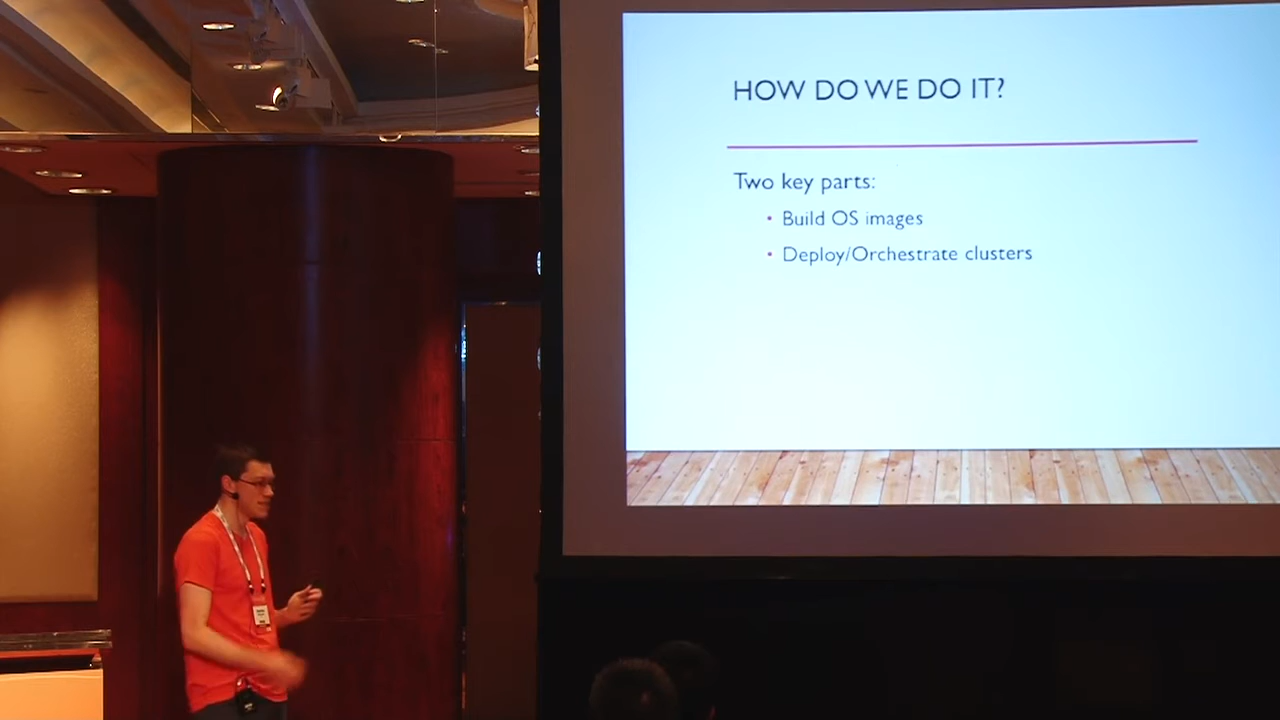 HOW DO WE DO IT?
Two key parts:
• Build OS images
• Deploy/Orchestrate clusters